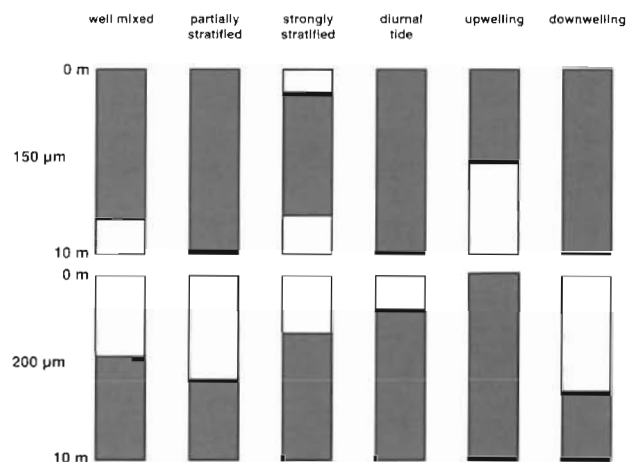 well mixed
partially
stratified
strongly
stratified
diurnal
tide
upwelling
downwelling
0 m
150 µm
10 m
0 m
200 µm
10 m